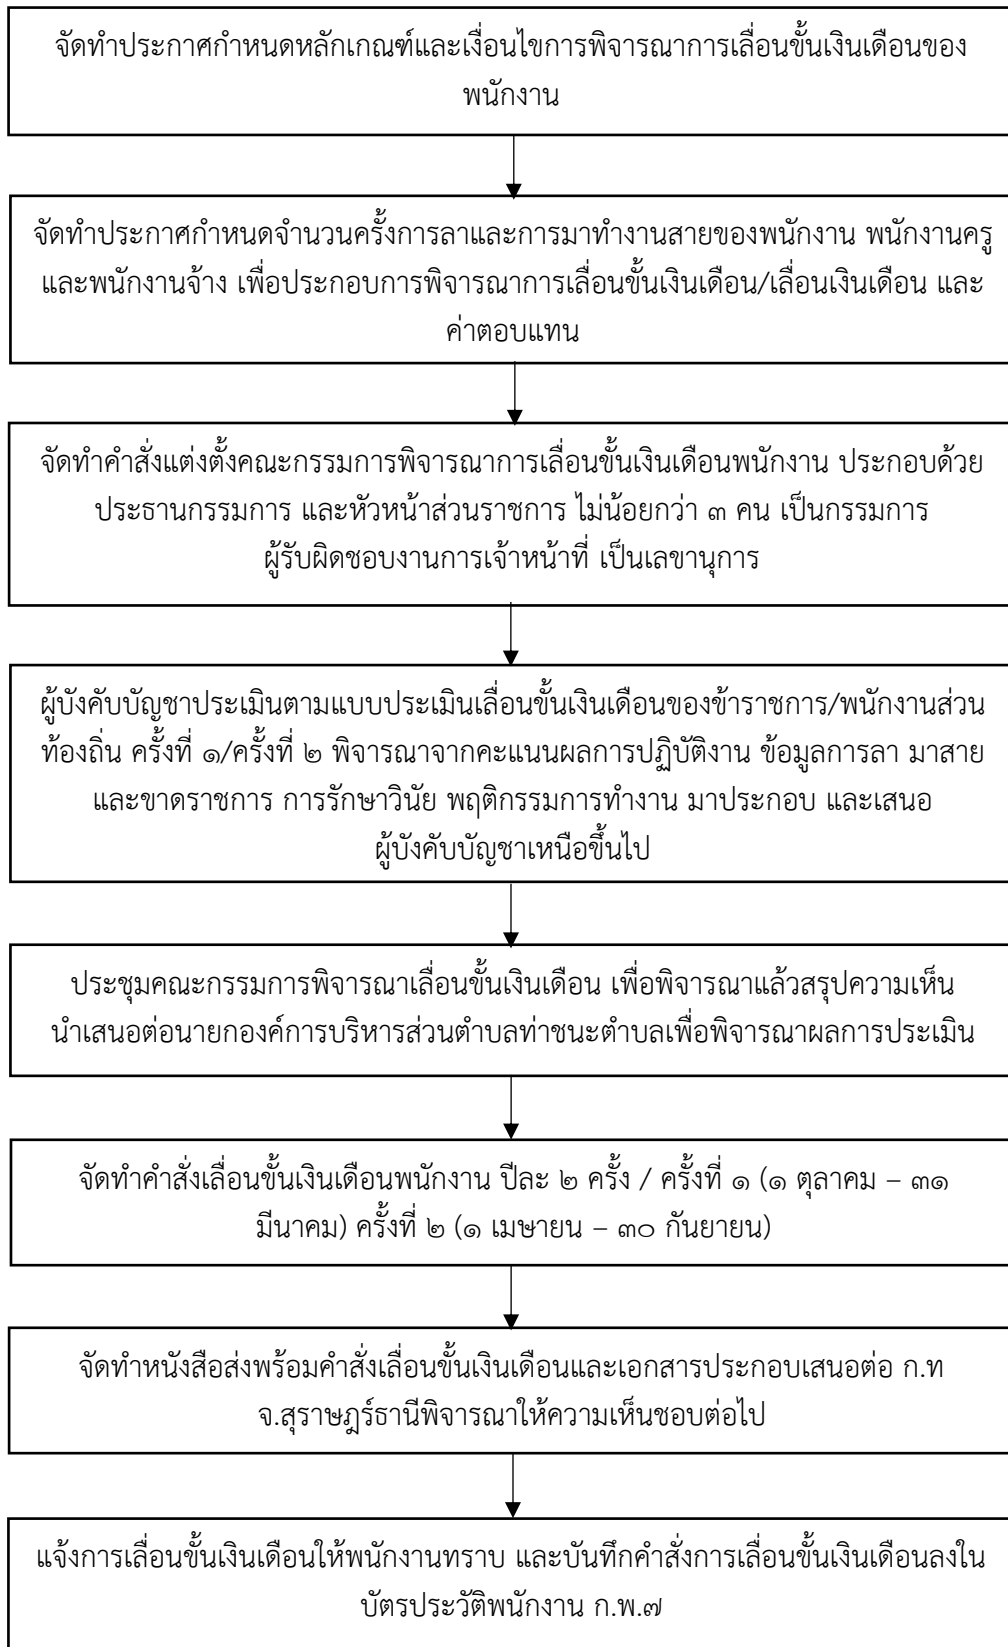 จัดทำประกาศกำหนดหลักเกณฑ์และเงื่อนไขการพิจารณาการเลื่อนขั้นเงินเดือนของ
พนักงาน
จัดทำประกาศกำหนดจำนวนครั้งการลาและการมาทำงานสายของพนักงาน พนักงานครู
และพนักงานจ้าง เพื่อประกอบการพิจารณาการเลื่อนขั้นเงินเดือน/เลื่อนเงินเดือน และ
ค่าตอบแทน
จัดทำคำสั่งแต่งตั้งคณะกรรมการพิจารณาการเลื่อนขั้นเงินเดือนพนักงาน ประกอบด้วย
ประธานกรรมการ และหัวหน้าส่วนราชการ ไม่น้อยกว่า ๓ คน เป็นกรรมการ
ผู้รับผิดชอบงานการเจ้าหน้าที่ เป็นเลขานุการ
ผู้บังคับบัญชาประเมินตามแบบประเมินเลื่อนขั้นเงินเดือนของข้าราชการ/พนักงานส่วน
ท้องถิ่น ครั้งที่ ๑/ครั้งที่ ๒ พิจารณาจากคะแนนผลการปฏิบัติงาน ข้อมูลการลา มาสาย
และขาดราชการ การรักษาวินัย พฤติกรรมการทำงาน มาประกอบ และเสนอ
ผู้บังคับบัญชาเหนือขึ้นไป
ประชุมคณะกรรมการพิจารณาเลื่อนขั้นเงินเดือน เพื่อพิจารณาแล้วสรุปความเห็น
นำเสนอต่อนายกองค์การบริหารส่วนตำบลท่าชนะตำบลเพื่อพิจารณาผลการประเมิน
จัดทำคำสั่งเลื่อนขั้นเงินเดือนพนักงาน ปีละ ๒ ครั้ง / ครั้งที่ ๑ (๑ ตุลาคม – ๓๑
มีนาคม) ครั้งที่ ๒ (๑ เมษายน – ๓๐ กันยายน)
จัดทำหนังสือส่งพร้อมคำสั่งเลื่อนขั้นเงินเดือนและเอกสารประกอบเสนอต่อ ก.ท
จ.สุราษฎร์ธานีพิจารณาให้ความเห็นชอบต่อไป
แจ้งการเลื่อนขั้นเงินเดือนให้พนักงานทราบ และบันทึกคำสั่งการเลื่อนขั้นเงินเดือนลงใน
บัตรประวัติพนักงาน ก.พ.๗